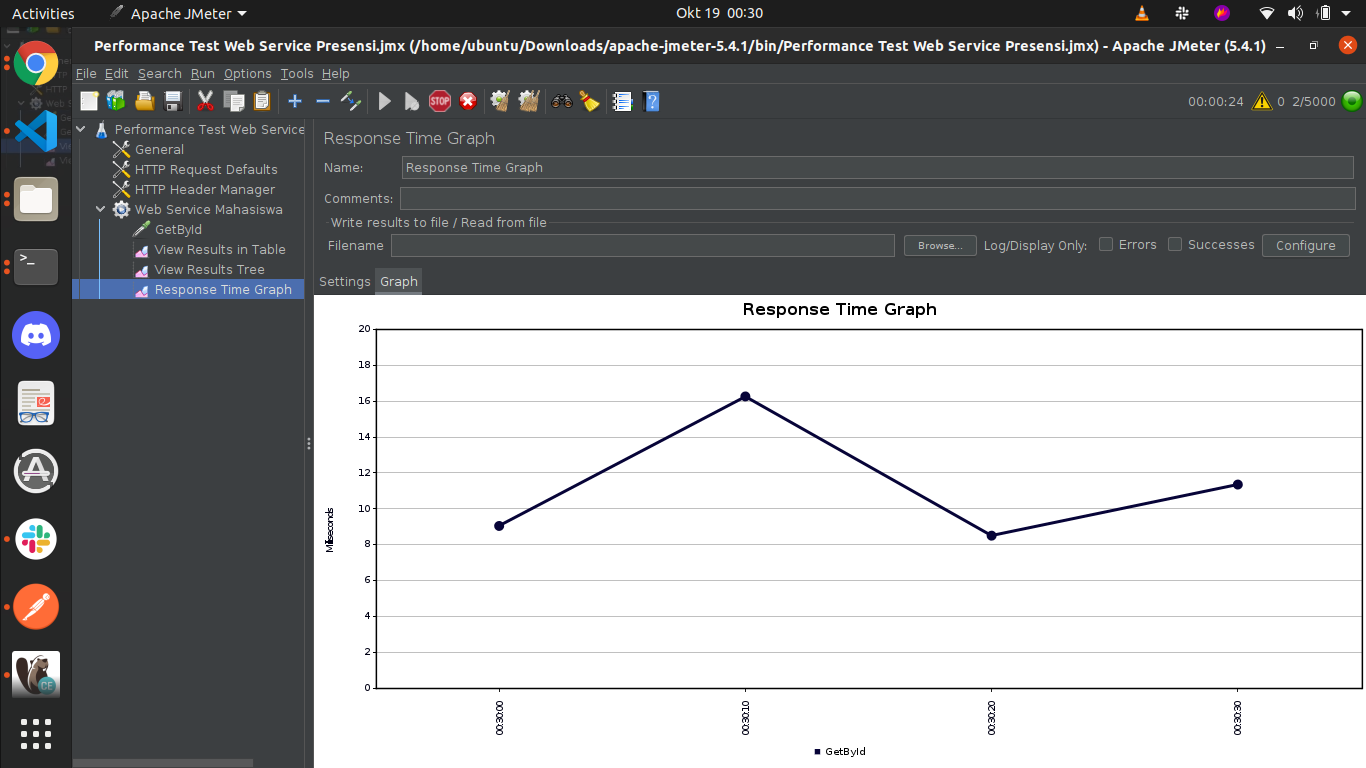 Activities
Apache JMeter
Okt 19 00:30
Performance Test Web Service Presensi.jmx (/home/ubuntu/Downloads/apache-jmeter-5.4.1/bin/Performance Test Web Service Presensi.jmx) - Apache JMeter (5.4.1)
File Edit Search Run Options Tools Help
STOP
00:00:24
0 2/5000
Performance Test Web Service
General
HTTP Request Defaults
HTTP Header Manager
Web Service Mahasiswa
GetById
View Results in Table
View Results Tree
Response Time Graph
Response Time Graph
Name: Response Time Graph
Comments:
Write results to file / Read from file
Filename Browse... Log/Display Only: Errors Successes Configure
Settings Graph
Response Time Graph
Milliseconds
20
18
16
14
12
10
8
6
4
2
0
00:30:00
00:30:10
00:30:20
00:30:30
GetById
>_
CE